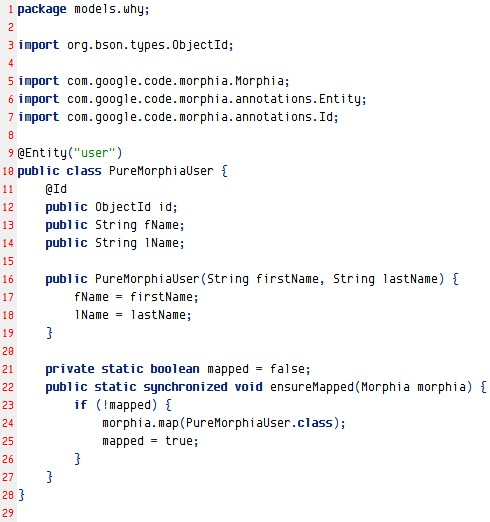 1 package models.why;
2
3 import org.bson.types.ObjectId;
4
5 import com.google.code.morphia.Morphia;
6 import com.google.code.morphia.annotations.Entity;
7 import com.google.code.morphia.annotations.Id;
8
9 @Entity("user")
10 public class PureMorphiaUser {
11     @Id
12     public ObjectId id;
13     public String fName;
14     public String lName;
15
16     public PureMorphiaUser(String firstName, String lastName) {
17         fName = firstName;
18         lName = lastName;
19     }
20
21     private static boolean mapped = false;
22     public static synchronized void ensureMapped(Morphia morphia) {
23         if (!mapped) {
24             morphia.map(PureMorphiaUser.class);
25             mapped = true;
26         }
27     }
28 }
29